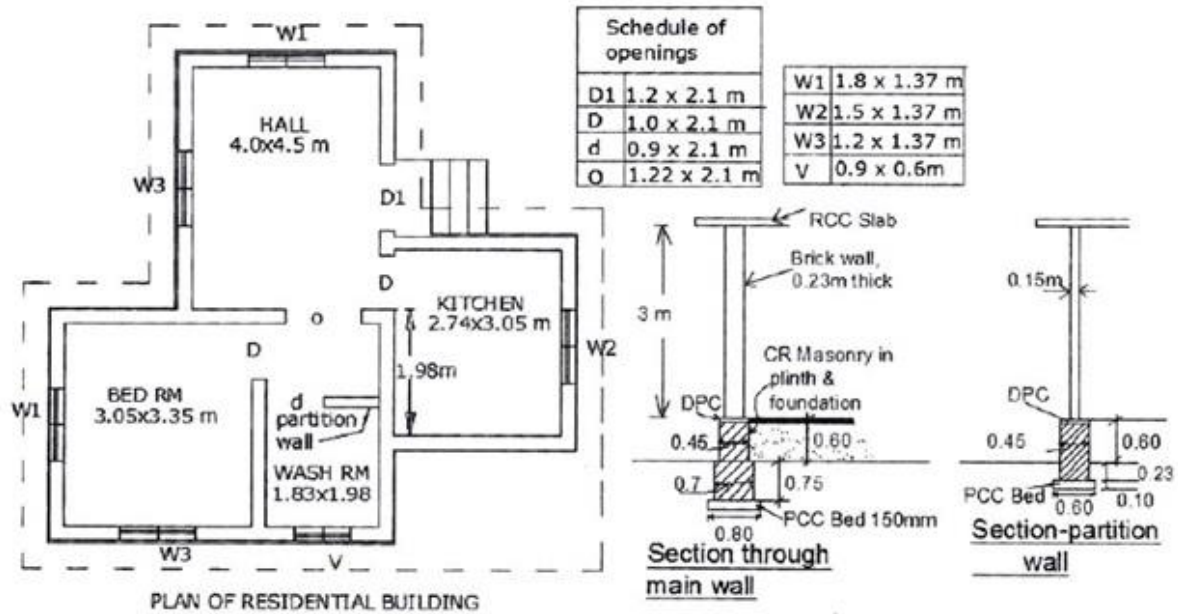 W1
HALL
4.0x4.5 m
W3
D1
D
KITCHEN
2.74x3.05 m
W2
O
D
1.98m
BED RM
3.05x3.35 m
W1
d
partition
wall
WASH RM
1.83x1.98
W3
V
PLAN OF RESIDENTIAL BUILDING
Schedule of
openings
D1 1.2 x 2.1 m
D 1.0 x 2.1 m
d 0.9 x 2.1 m
O 1.22 x 2.1 m
W1 1.8 x 1.37 m
W2 1.5 x 1.37 m
W3 1.2 x 1.37 m
V 0.9 x 0.6m
RCC Slab
Brick wall,
0.23m thick
3 m
CR Masonry in
plinth &
foundation
DPC
0.45
0.60
0.7
0.75
PCC Bed 150mm
0.80
Section through
main wall
0.15m
DPC
0.45
0.60
0.23
PCC Bed
0.60
0.10
Section-partition
wall